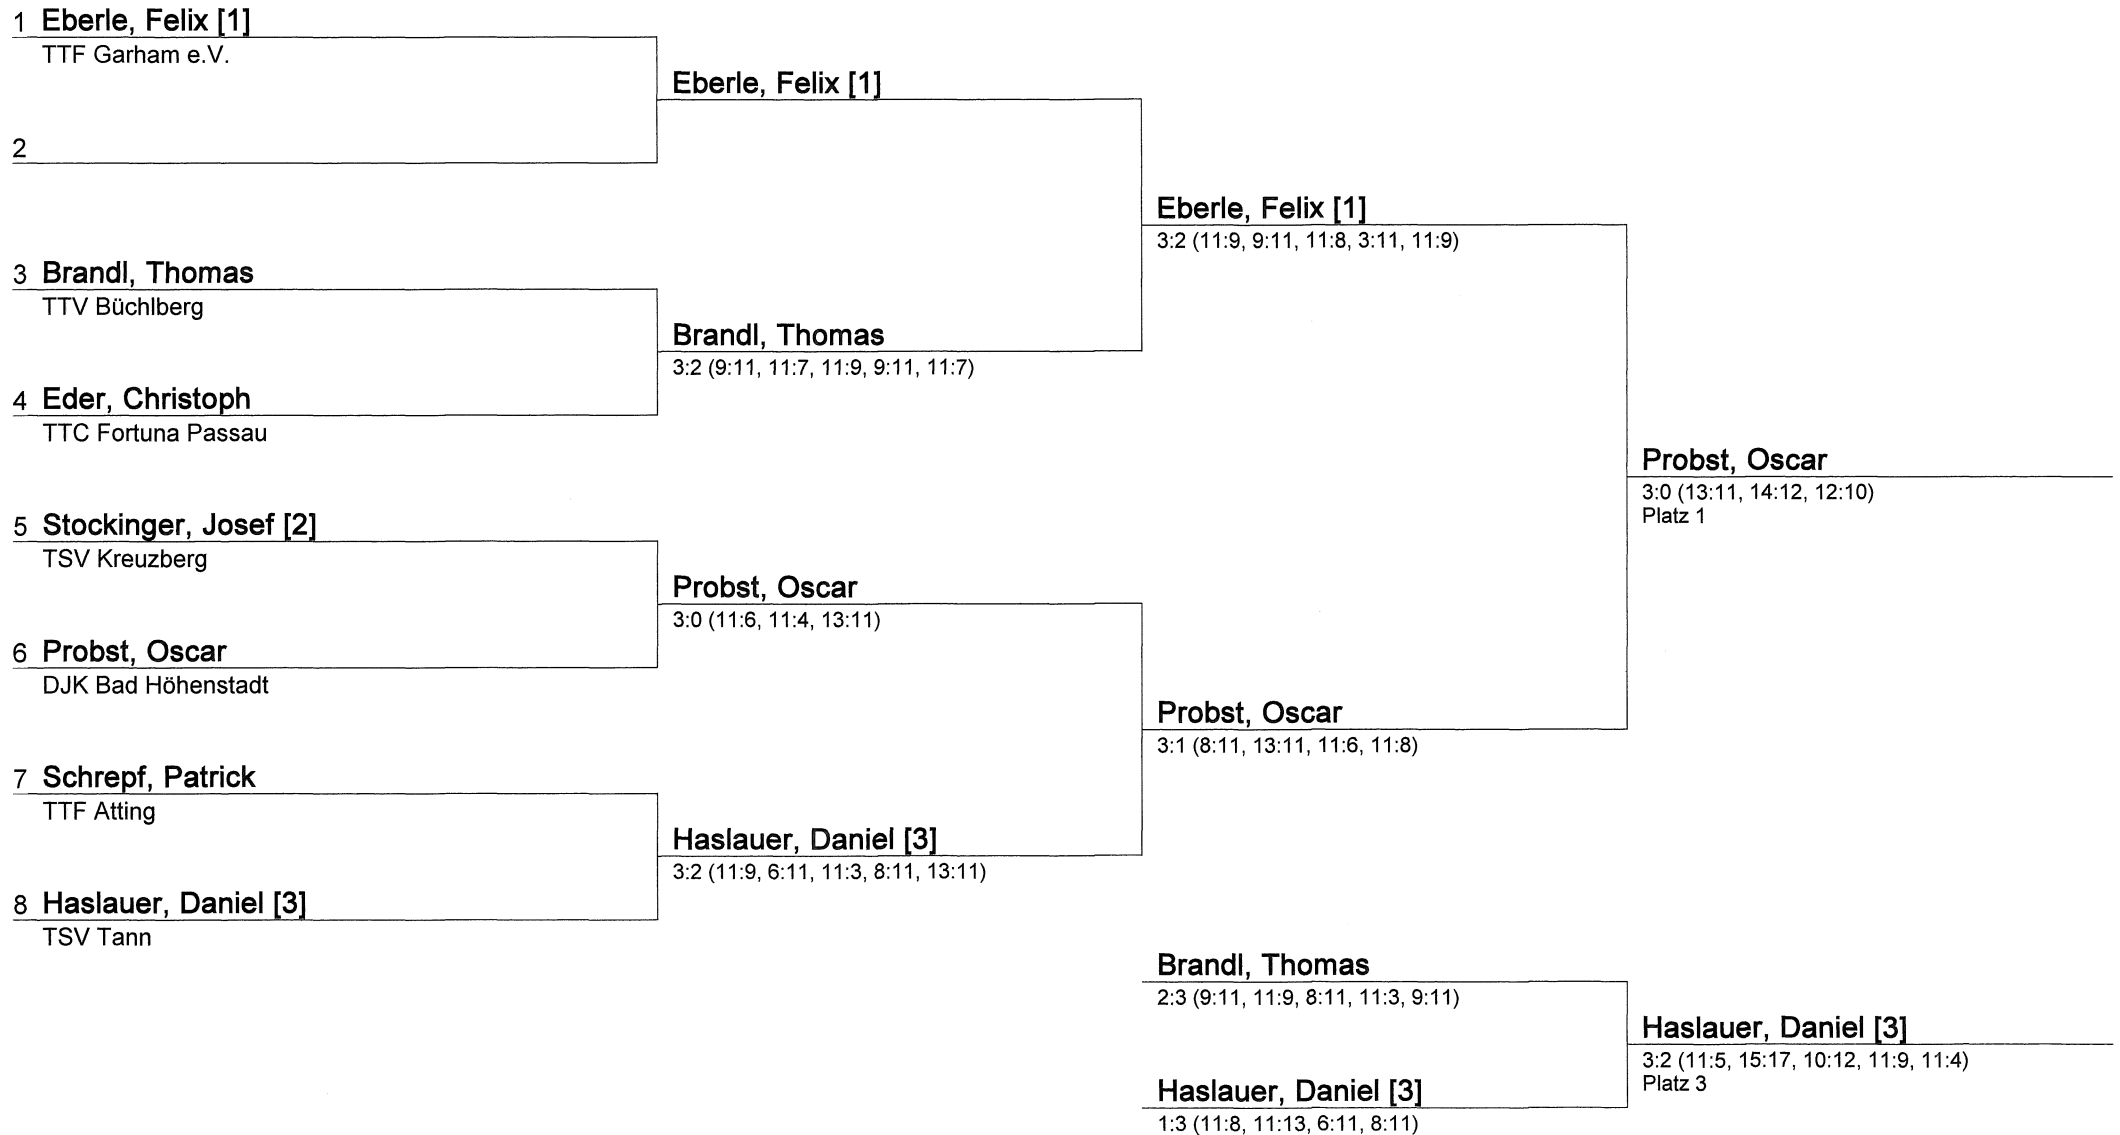 1 Eberle, Felix [1]
TTF Garham e.V.
2
3 Brandl, Thomas
TTV Büchlberg
4 Eder, Christoph
TTC Fortuna Passau
5 Stockinger, Josef [2]
TSV Kreuzberg
6 Probst, Oscar
DJK Bad Höhenstadt
7 Schrepf, Patrick
TTF Atting
8 Haslauer, Daniel [3]
TSV Tann
Eberle, Felix [1]
Brandl, Thomas
3:2 (9:11, 11:7, 11:9, 9:11, 11:7)
Probst, Oscar
3:0 (11:6, 11:4, 13:11)
Haslauer, Daniel [3]
3:2 (11:9, 6:11, 11:3, 8:11, 13:11)
Eberle, Felix [1]
3:2 (11:9, 9:11, 11:8, 3:11, 11:9)
Probst, Oscar
3:1 (8:11, 13:11, 11:6, 11:8)
Probst, Oscar
3:0 (13:11, 14:12, 12:10)
Platz 1
Brandl, Thomas
2:3 (9:11, 11:9, 8:11, 11:3, 9:11)
Haslauer, Daniel [3]
1:3 (11:8, 11:13, 6:11, 8:11)
Haslauer, Daniel [3]
3:2 (11:5, 15:17, 10:12, 11:9, 11:4)
Platz 3